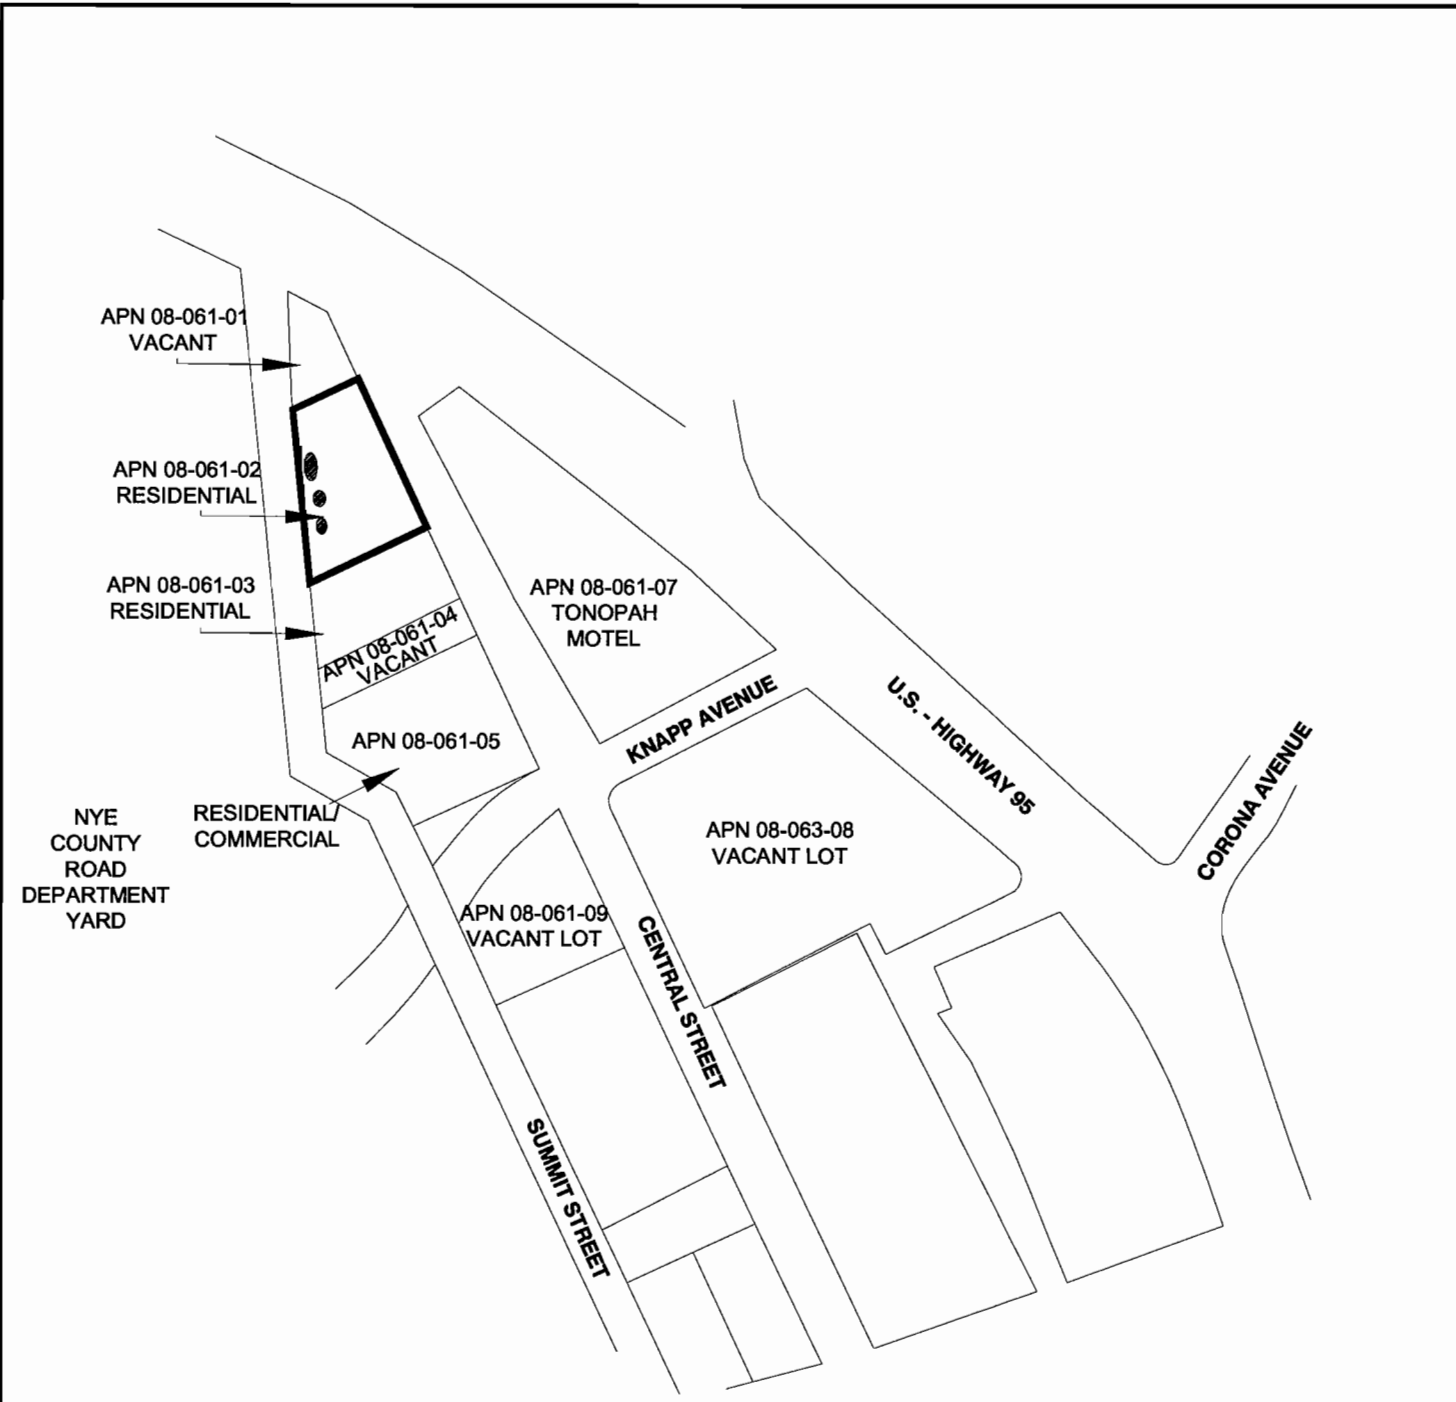 APN 08-061-01
VACANT
APN 08-061-02
RESIDENTIAL
APN 08-061-03
RESIDENTIAL
APN 08-061-04
VACANT
APN 08-061-05
RESIDENTIAL/
COMMERCIAL
NYE
COUNTY
ROAD
DEPARTMENT
YARD
APN 08-061-07
TONOPAH
MOTEL
KNAPP AVENUE
U.S. - HIGHWAY 95
CORONA AVENUE
APN 08-063-08
VACANT LOT
APN 08-061-09
VACANT LOT
CENTRAL STREET
SUMMIT STREET